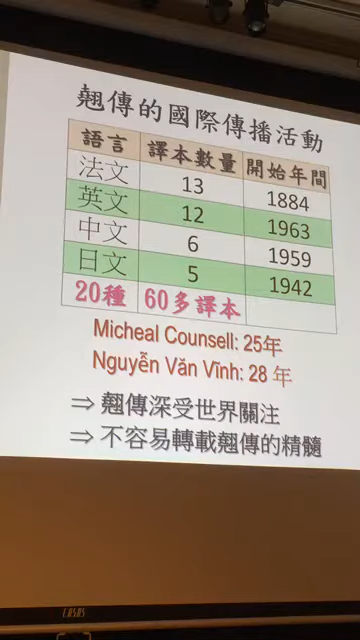 翹傳的國際傳播活動
語言 譯本數量 開始年間
法文 13 1884
英文 12 1963
中文 6 1959
日文 5 1942
20種 60多譯本
Micheal Counsell: 25年
Nguyễn Văn Vĩnh: 28 年
⇒ 翹傳深受世界關注
⇒ 不容易轉載翹傳的精髓